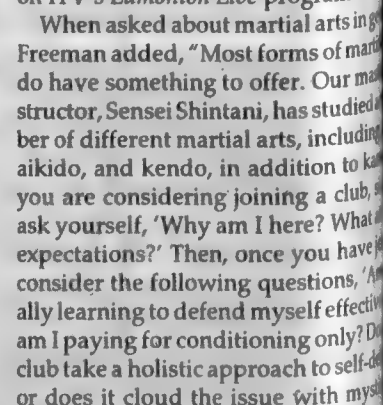 When asked about martial arts in
Freeman added, “Most forms of
do have something to offer. Our
structor, Sensei Shintani, has studied
ber of different martial arts, including
aikido, and kendo, in addition to
you are considering joining a club,
ask yourself, ‘Why am I here? What
expectations?’ Then, once you have
consider the following questions,
ally learning to defend myself
am I paying for conditioning only?
club take a holistic approach to
or does it cloud the issue with